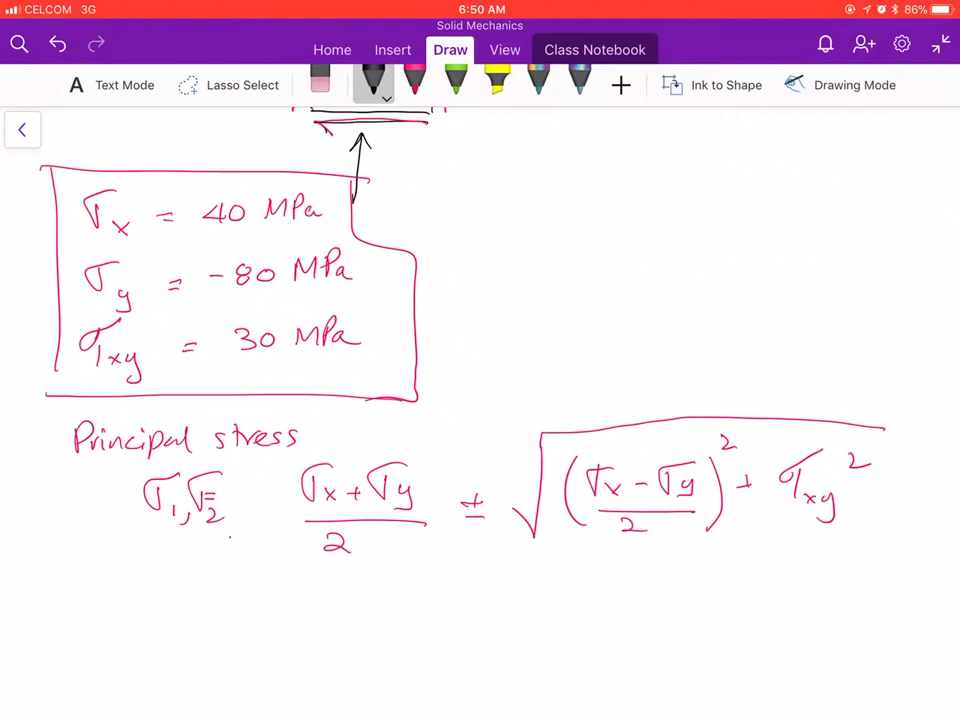 CELCOM 3G 6:50 AM 86%
Solid Mechanics
Home Insert Draw View Class Notebook
A Text Mode Lasso Select Ink to Shape Drawing Mode
σx = 40 MPa
σy = -80 MPa
σxy = 30 MPa
Principal stress
σ1, σ2 = (σx + σy)/2 ± √(((σx - σy)/2)² + σxy²)